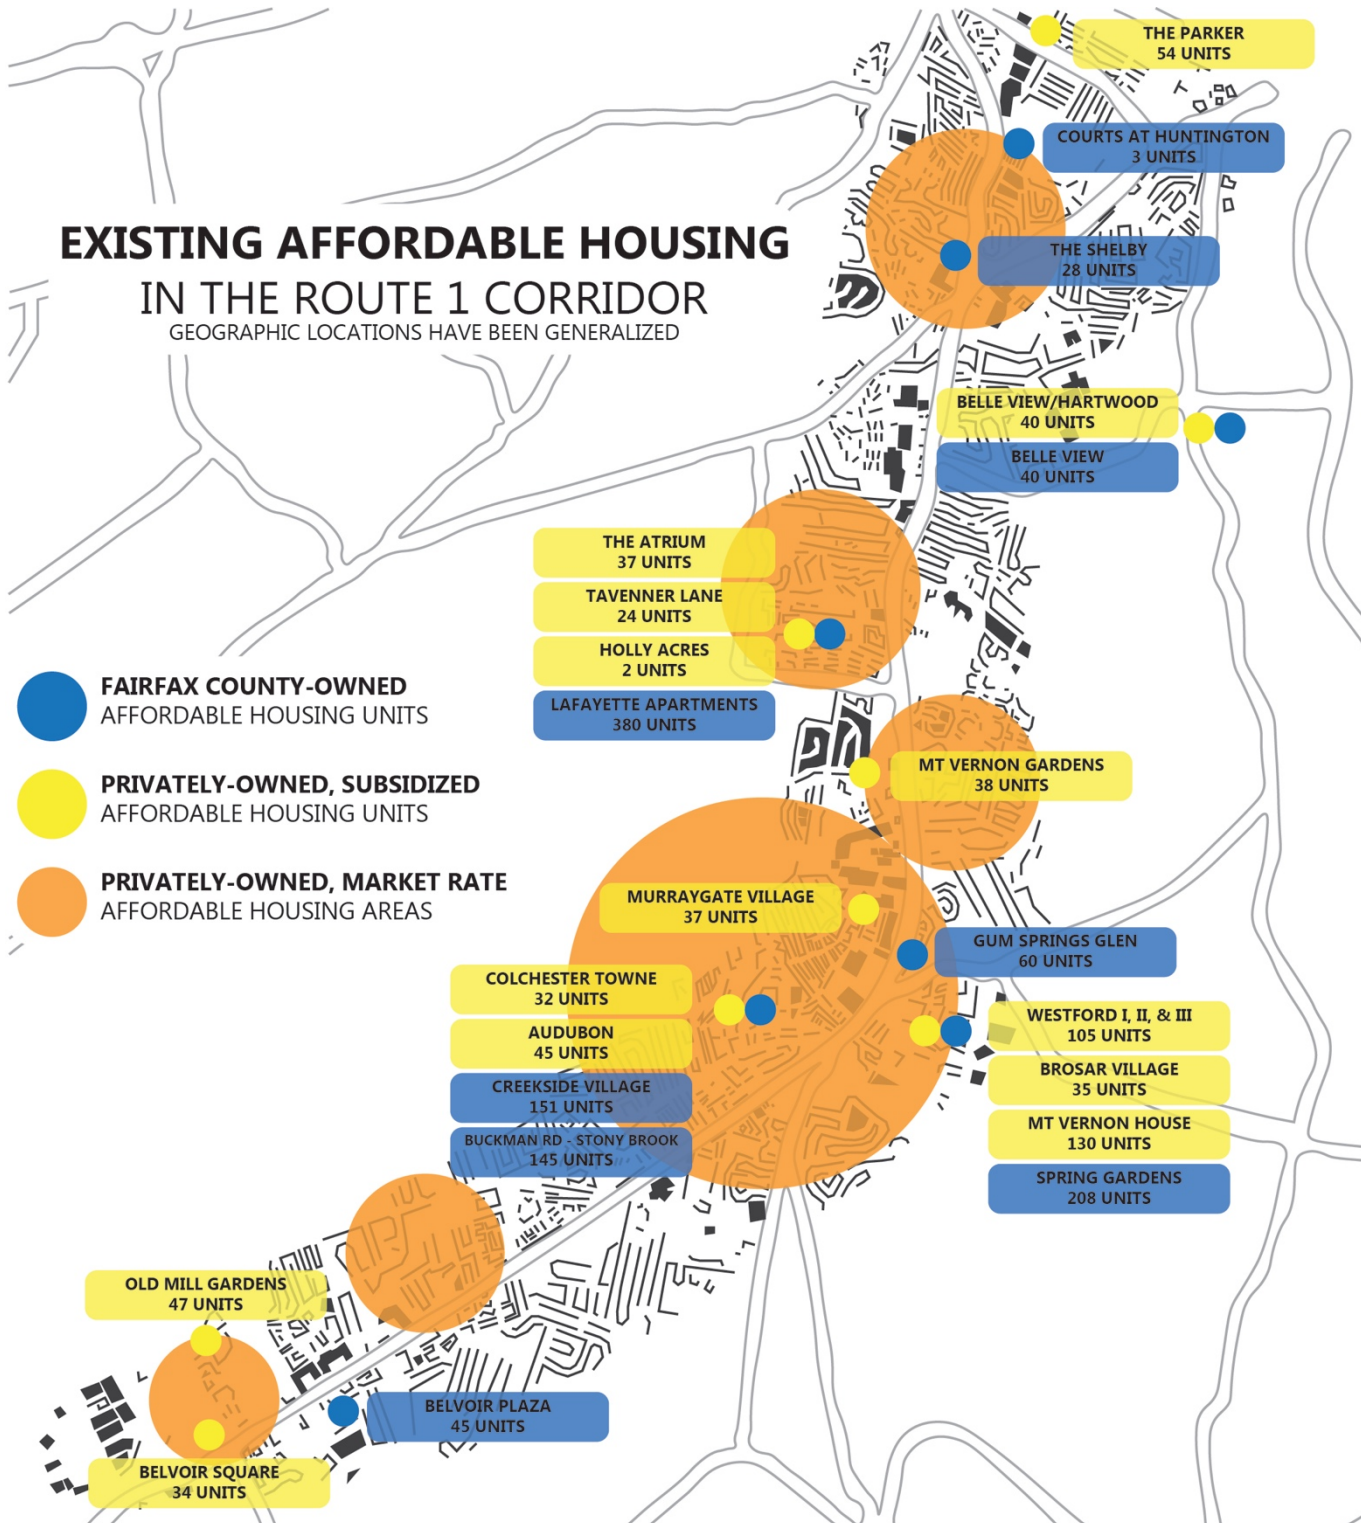 THE PARKER
54 UNITS
COURTS AT HUNTINGTON
3 UNITS
EXISTING AFFORDABLE HOUSING
IN THE ROUTE 1 CORRIDOR
GEOGRAPHIC LOCATIONS HAVE BEEN GENERALIZED
THE SHELBY
28 UNITS
BELLE VIEW/HARTWOOD
40 UNITS
BELLE VIEW
40 UNITS
THE ATRIUM
37 UNITS
TAVENNER LANE
24 UNITS
HOLLY ACRES
2 UNITS
LAFAYETTE APARTMENTS
380 UNITS
FAIRFAX COUNTY-OWNED
AFFORDABLE HOUSING UNITS
PRIVATELY-OWNED, SUBSIDIZED
AFFORDABLE HOUSING UNITS
PRIVATELY-OWNED, MARKET RATE
AFFORDABLE HOUSING AREAS
MT VERNON GARDENS
38 UNITS
MURRAYGATE VILLAGE
37 UNITS
GUM SPRINGS GLEN
60 UNITS
COLCHESTER TOWNE
32 UNITS
AUDUBON
45 UNITS
CREEKSIDE VILLAGE
151 UNITS
BUCKMAN RD - STONY BROOK
145 UNITS
WESTFORD I, II, & III
105 UNITS
BROSAR VILLAGE
35 UNITS
MT VERNON HOUSE
130 UNITS
SPRING GARDENS
208 UNITS
OLD MILL GARDENS
47 UNITS
BELVOIR PLAZA
45 UNITS
BELVOIR SQUARE
34 UNITS